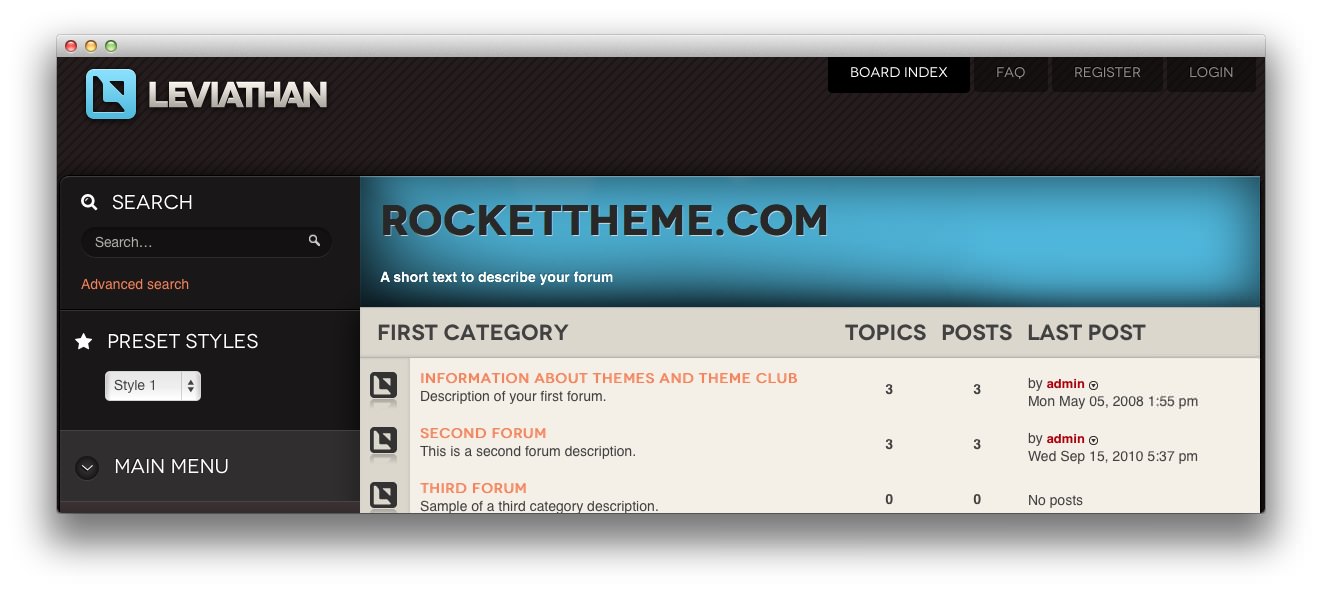 LEVIATHAN
BOARD INDEX FAQ REGISTER LOGIN
SEARCH
Search...
Advanced search
PRESET STYLES
Style 1
MAIN MENU
ROCKETTHEME.COM
A short text to describe your forum
FIRST CATEGORY TOPICS POSTS LAST POST
INFORMATION ABOUT THEMES AND THEME CLUB
Description of your first forum.
3 3
by admin
Mon May 05, 2008 1:55 pm
SECOND FORUM
This is a second forum description.
3 3
by admin
Wed Sep 15, 2010 5:37 pm
THIRD FORUM
Sample of a third category description.
0 0
No posts